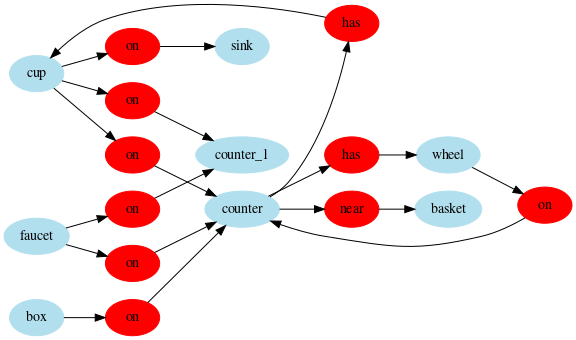 has
on
sink
cup
on
on
counter_1
has
wheel
on
counter
near
basket
on
faucet
on
box
on